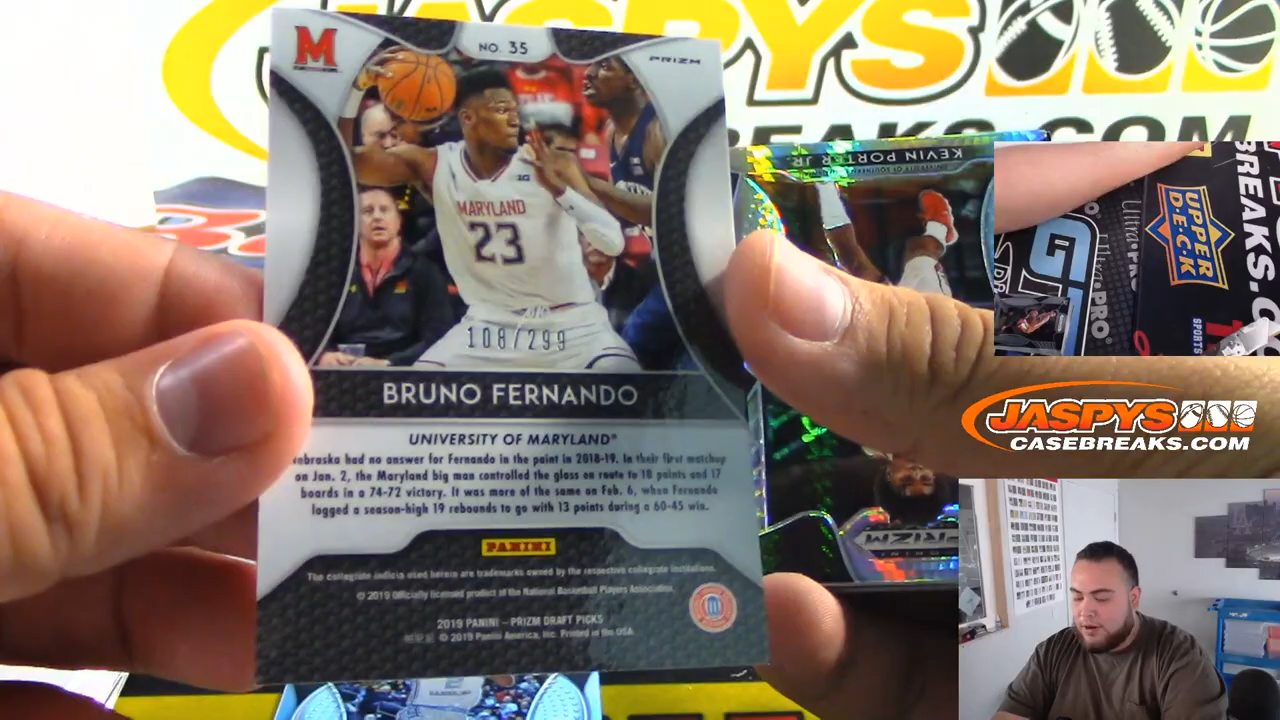 JASPYS
BREAKS.COM
M
NO. 35
PRIZM
MARYLAND
23
108/299
BRUNO FERNANDO
UNIVERSITY OF MARYLAND
ebraska had no answer for Fernando in the paint in 2018-19. In their first matchup
on Jan. 2, the Maryland big man controlled the glass en route to 18 points and 17
boards in a 74-72 victory. It was more of the same on Feb. 6, when Fernando
logged a season-high 19 rebounds to go with 13 points during a 60-45 win.
PANINI
The collegiate indicia used herein are trademarks owned by the respective collegiate institutions.
© 2019 Officially licensed product of the National Basketball Players Association.
2019 PANINI – PRIZM DRAFT PICKS
© 2019 Panini America, Inc. Printed in the USA.
KEVIN PORTER JR.
PRIZM
BREAKS.
UPPER
DECK
Ultra·PRO
SPORTS
JASPYS
CASEBREAKS.COM